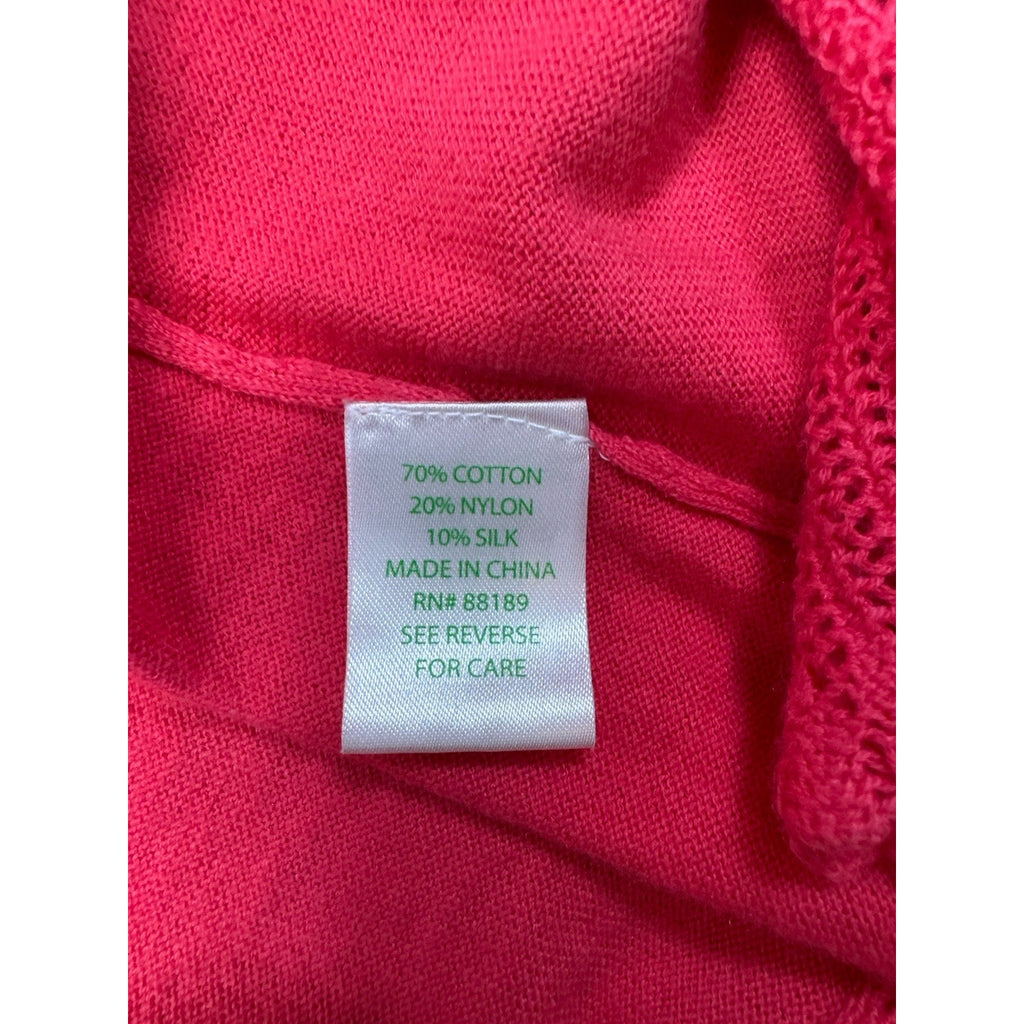 70% COTTON
20% NYLON
10% SILK
MADE IN CHINA
RN# 88189
SEE REVERSE
FOR CARE